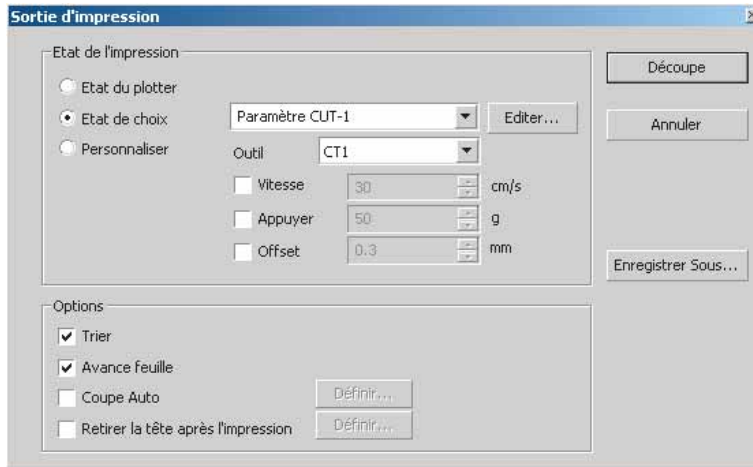 Sortie d'impression
Etat de l'impression
Etat du plotter
Etat de choix
Paramètre CUT-1
Editer...
Personnaliser
Outil
CT1
Vitesse
30
cm/s
Appuyer
50
g
Offset
0.3
mm
Découpe
Annuler
Enregistrer Sous...
Options
Trier
Avance feuille
Coupe Auto
Définir...
Retirer la tête après l'impression
Définir...